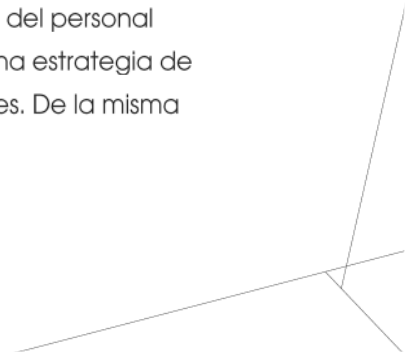 del personal
na estrategia de
es. De la misma